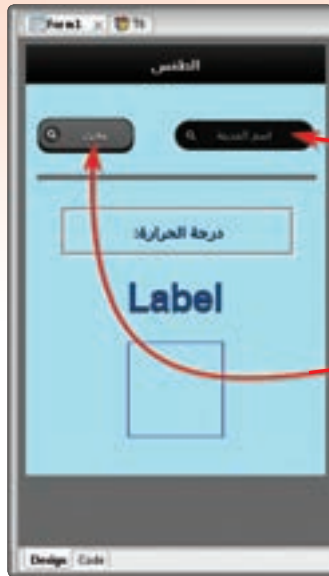 Form1
الطقس
اسم المدينة
بحث
درجة الحرارة:
Label
Design Code